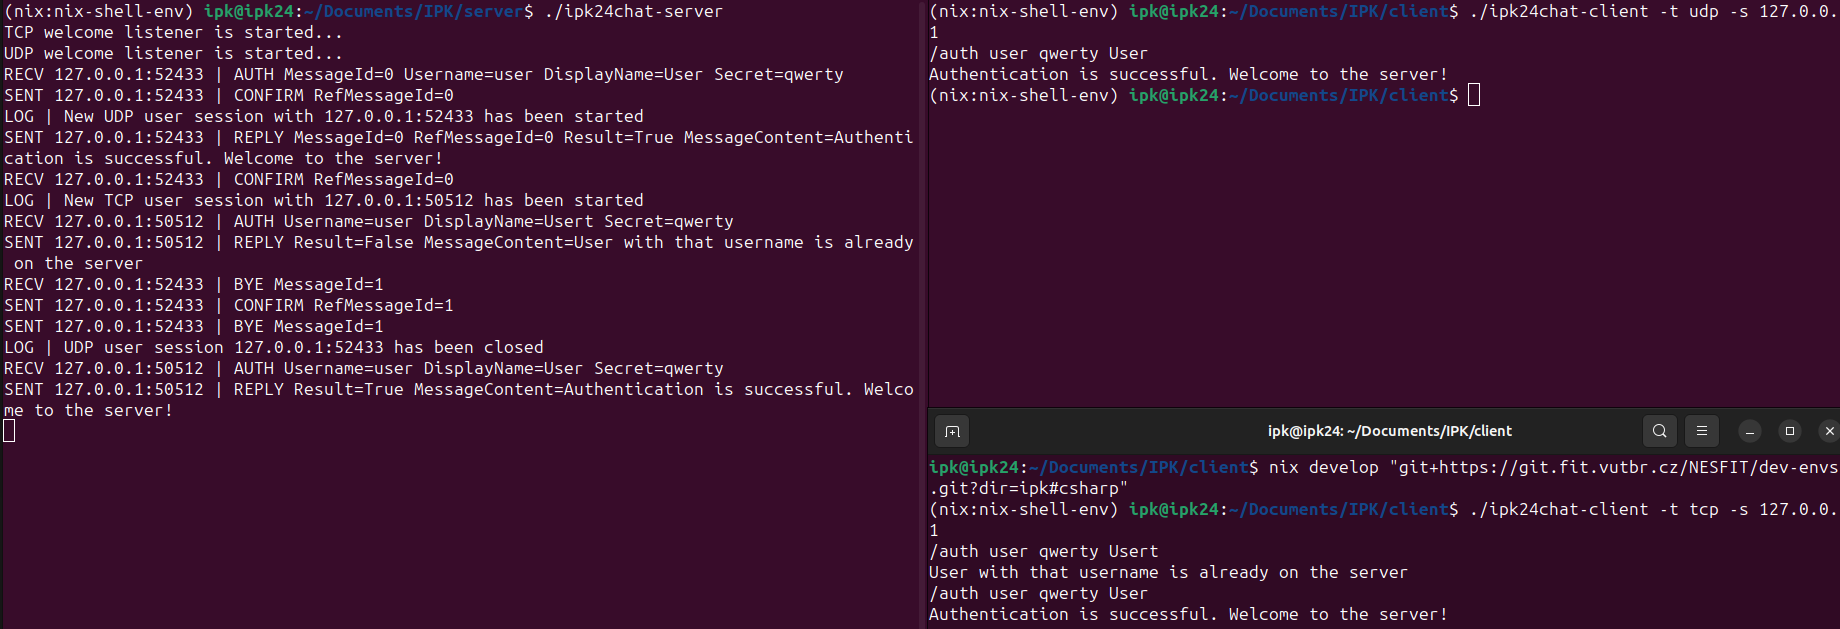 (nix:nix-shell-env) ipk@ipk24:~/Documents/IPK/server$ ./ipk24chat-server
TCP welcome listener is started...
UDP welcome listener is started...
RECV 127.0.0.1:52433 | AUTH MessageId=0 Username=user DisplayName=User Secret=qwerty
SENT 127.0.0.1:52433 | CONFIRM RefMessageId=0
LOG | New UDP user session with 127.0.0.1:52433 has been started
SENT 127.0.0.1:52433 | REPLY MessageId=0 RefMessageId=0 Result=True MessageContent=Authenti
cation is successful. Welcome to the server!
RECV 127.0.0.1:52433 | CONFIRM RefMessageId=0
LOG | New TCP user session with 127.0.0.1:50512 has been started
RECV 127.0.0.1:50512 | AUTH Username=user DisplayName=Usert Secret=qwerty
SENT 127.0.0.1:50512 | REPLY Result=False MessageContent=User with that username is already
 on the server
RECV 127.0.0.1:52433 | BYE MessageId=1
SENT 127.0.0.1:52433 | CONFIRM RefMessageId=1
SENT 127.0.0.1:52433 | BYE MessageId=1
LOG | UDP user session 127.0.0.1:52433 has been closed
RECV 127.0.0.1:50512 | AUTH Username=user DisplayName=User Secret=qwerty
SENT 127.0.0.1:50512 | REPLY Result=True MessageContent=Authentication is successful. Welco
me to the server!
(nix:nix-shell-env) ipk@ipk24:~/Documents/IPK/client$ ./ipk24chat-client -t udp -s 127.0.0.
1
/auth user qwerty User
Authentication is successful. Welcome to the server!
(nix:nix-shell-env) ipk@ipk24:~/Documents/IPK/client$
ipk@ipk24: ~/Documents/IPK/client
ipk@ipk24:~/Documents/IPK/client$ nix develop "git+https://git.fit.vutbr.cz/NESFIT/dev-envs
.git?dir=ipk#csharp"
(nix:nix-shell-env) ipk@ipk24:~/Documents/IPK/client$ ./ipk24chat-client -t tcp -s 127.0.0.
1
/auth user qwerty Usert
User with that username is already on the server
/auth user qwerty User
Authentication is successful. Welcome to the server!